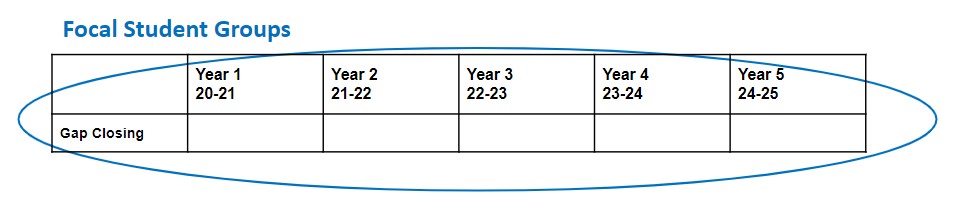 Focal Student Groups
Year 1 Year 2 Year 3 Year 4 Year 5
20-21 21-22 22-23 23-24 24-25
Gap Closing